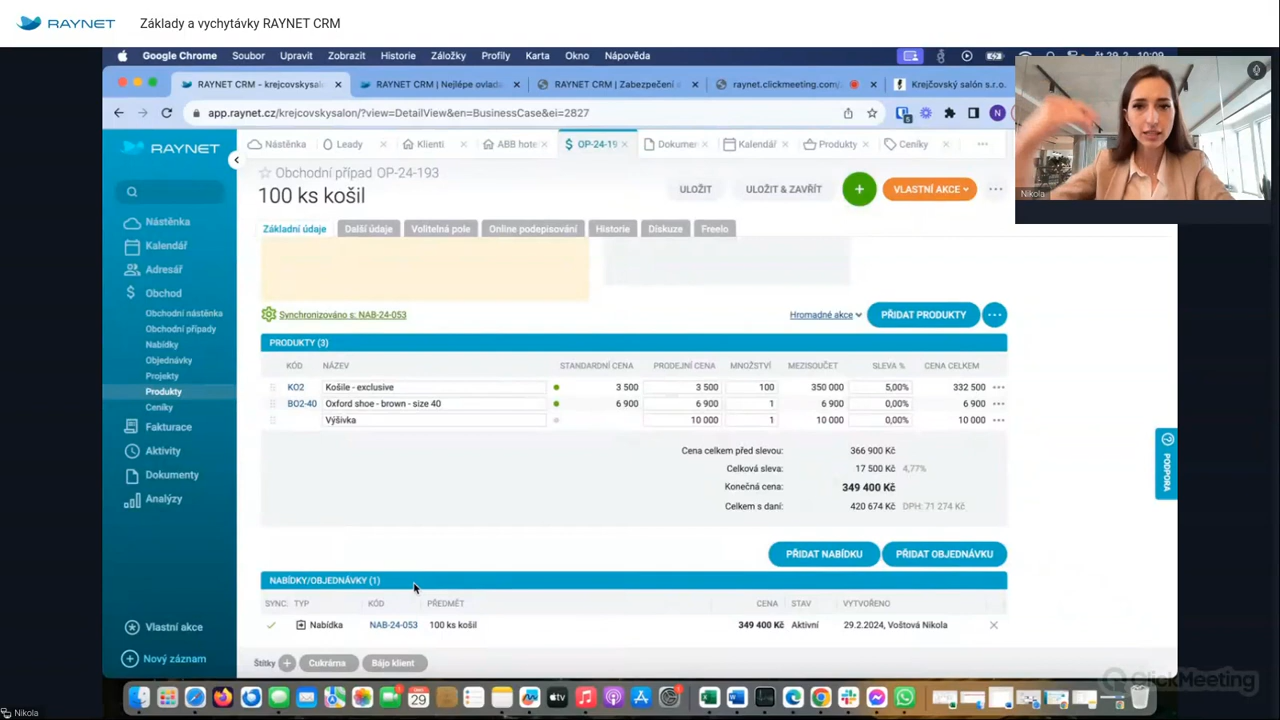 RAYNET Základy a vychytávky RAYNET CRM
Google Chrome Soubor Upravit Zobrazit Historie Záložky Profily Karta Okno Nápověda
RAYNET CRM - krejcovskysalo × RAYNET CRM | Nejlépe ovláda × RAYNET CRM | Zabezpečení × raynet.clickmeeting.com × Krejčovský salón s.r.o.
app.raynet.cz/krejcovskysalon/?view=DetailView&en=BusinessCase&ei=2827
RAYNET
Nástěnka
Kalendář
Adresář
Obchod
Obchodní nástěnka
Obchodní případy
Nabídky
Objednávky
Projekty
Produkty
Ceníky
Fakturace
Aktivity
Dokumenty
Analýzy
Vlastní akce
Nový záznam
Nástěnka Leady × Klienti × ABB hote × OP-24-19 × Dokumen × Kalendář × Produkty × Ceníky × ...
Obchodní případ OP-24-193
100 ks košil
ULOŽIT ULOŽIT & ZAVŘÍT + VLASTNÍ AKCE ...
Základní údaje Další údaje Volitelná pole Online podepisování Historie Diskuze Freelo
Synchronizováno s: NAB-24-053 Hromadné akce PŘIDAT PRODUKTY ...
PRODUKTY (3)
KÓD NÁZEV STANDARDNÍ CENA PRODEJNÍ CENA MNOŽSTVÍ MEZISOUČET SLEVA % CENA CELKEM
KO2 Košile - exclusive 3 500 3 500 100 350 000 5,00% 332 500 ...
BO2-40 Oxford shoe - brown - size 40 6 900 6 900 1 6 900 0,00% 6 900 ...
Výšivka 10 000 1 10 000 0,00% 10 000 ...
Cena celkem před slevou: 366 900 Kč
Celková sleva: 17 500 Kč 4,77%
Konečná cena: 349 400 Kč
Celkem s daní: 420 674 Kč DPH: 71 274 Kč
PŘIDAT NABÍDKU PŘIDAT OBJEDNÁVKU
NABÍDKY/OBJEDNÁVKY (1)
SYNC. TYP KÓD PŘEDMĚT CENA STAV VYTVOŘENO
Nabídka NAB-24-053 100 ks košil 349 400 Kč Aktivní 29.2.2024, Voštová Nikola ×
Štítky + Cukrárna Bájo klient
PODPORA
Nikola
ClickMeeting
Nikola